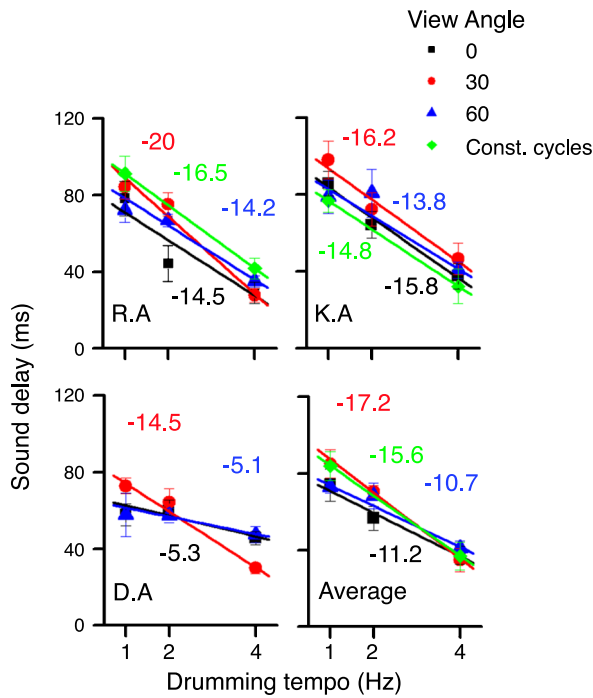 View Angle
0
30
60
Const. cycles
120
80
40
0
-20
-16.5
-14.2
-14.5
R.A
-16.2
-13.8
-14.8
-15.8
K.A
Sound delay (ms)
120
80
40
0
-14.5
-5.1
-5.3
D.A
-17.2
-15.6
-10.7
-11.2
Average
1 2 4 1 2 4
Drumming tempo (Hz)